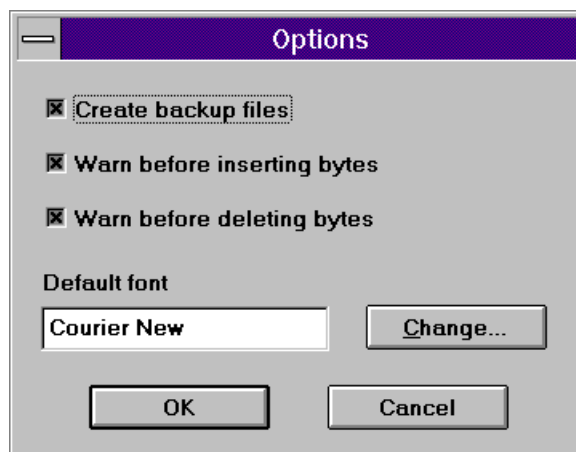 Options
Create backup files
Warn before inserting bytes
Warn before deleting bytes
Default font
Courier New
Change...
OK
Cancel